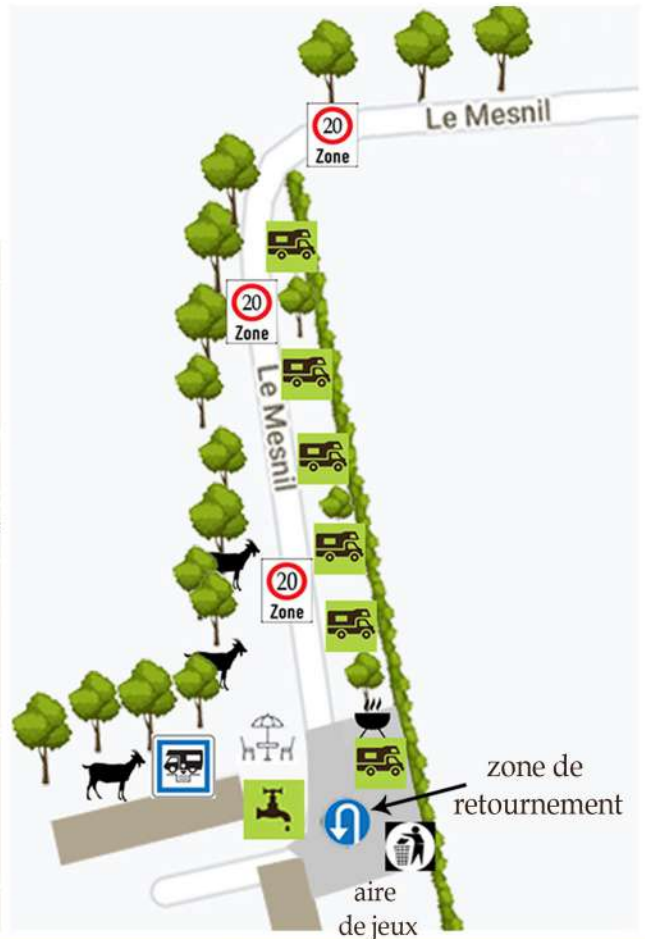 Le Mesnil
20
Zone
20
Zone
Le Mesnil
20
Zone
zone de
retournement
aire
de jeux